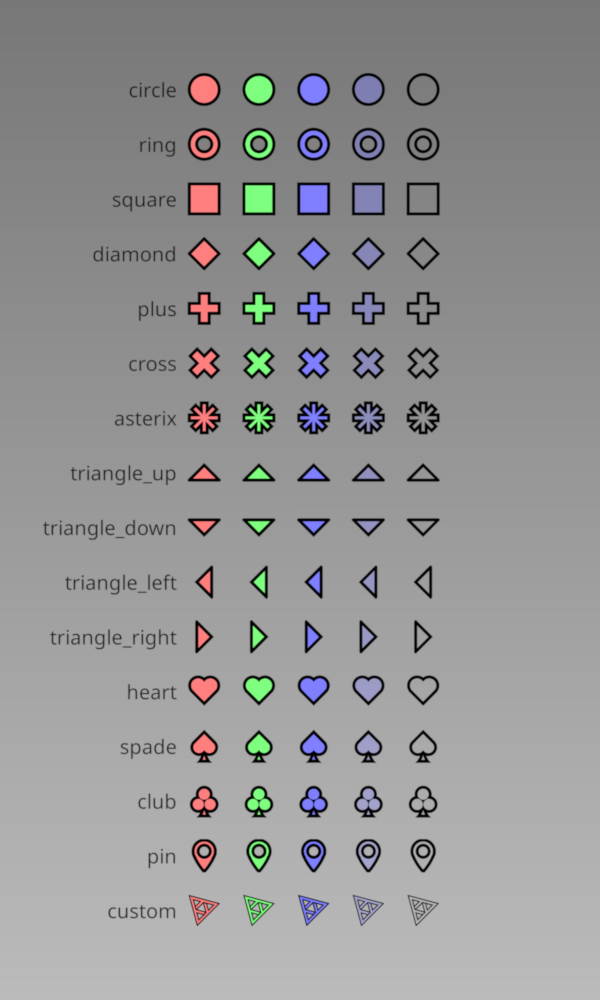 circle
ring
square
diamond
plus
cross
asterix
triangle_up
triangle_down
triangle_left
triangle_right
heart
spade
club
pin
custom